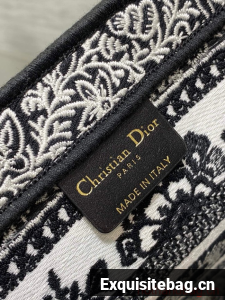 Christian Dior
PARIS
MADE IN ITALY
Exquisitebag.cn